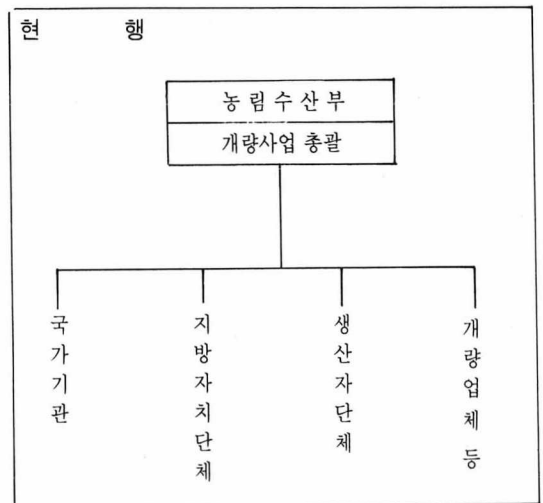 현 행
농림수산부
개량사업 총괄
국가기관
지방자치단체
생산자단체
개량업체 등